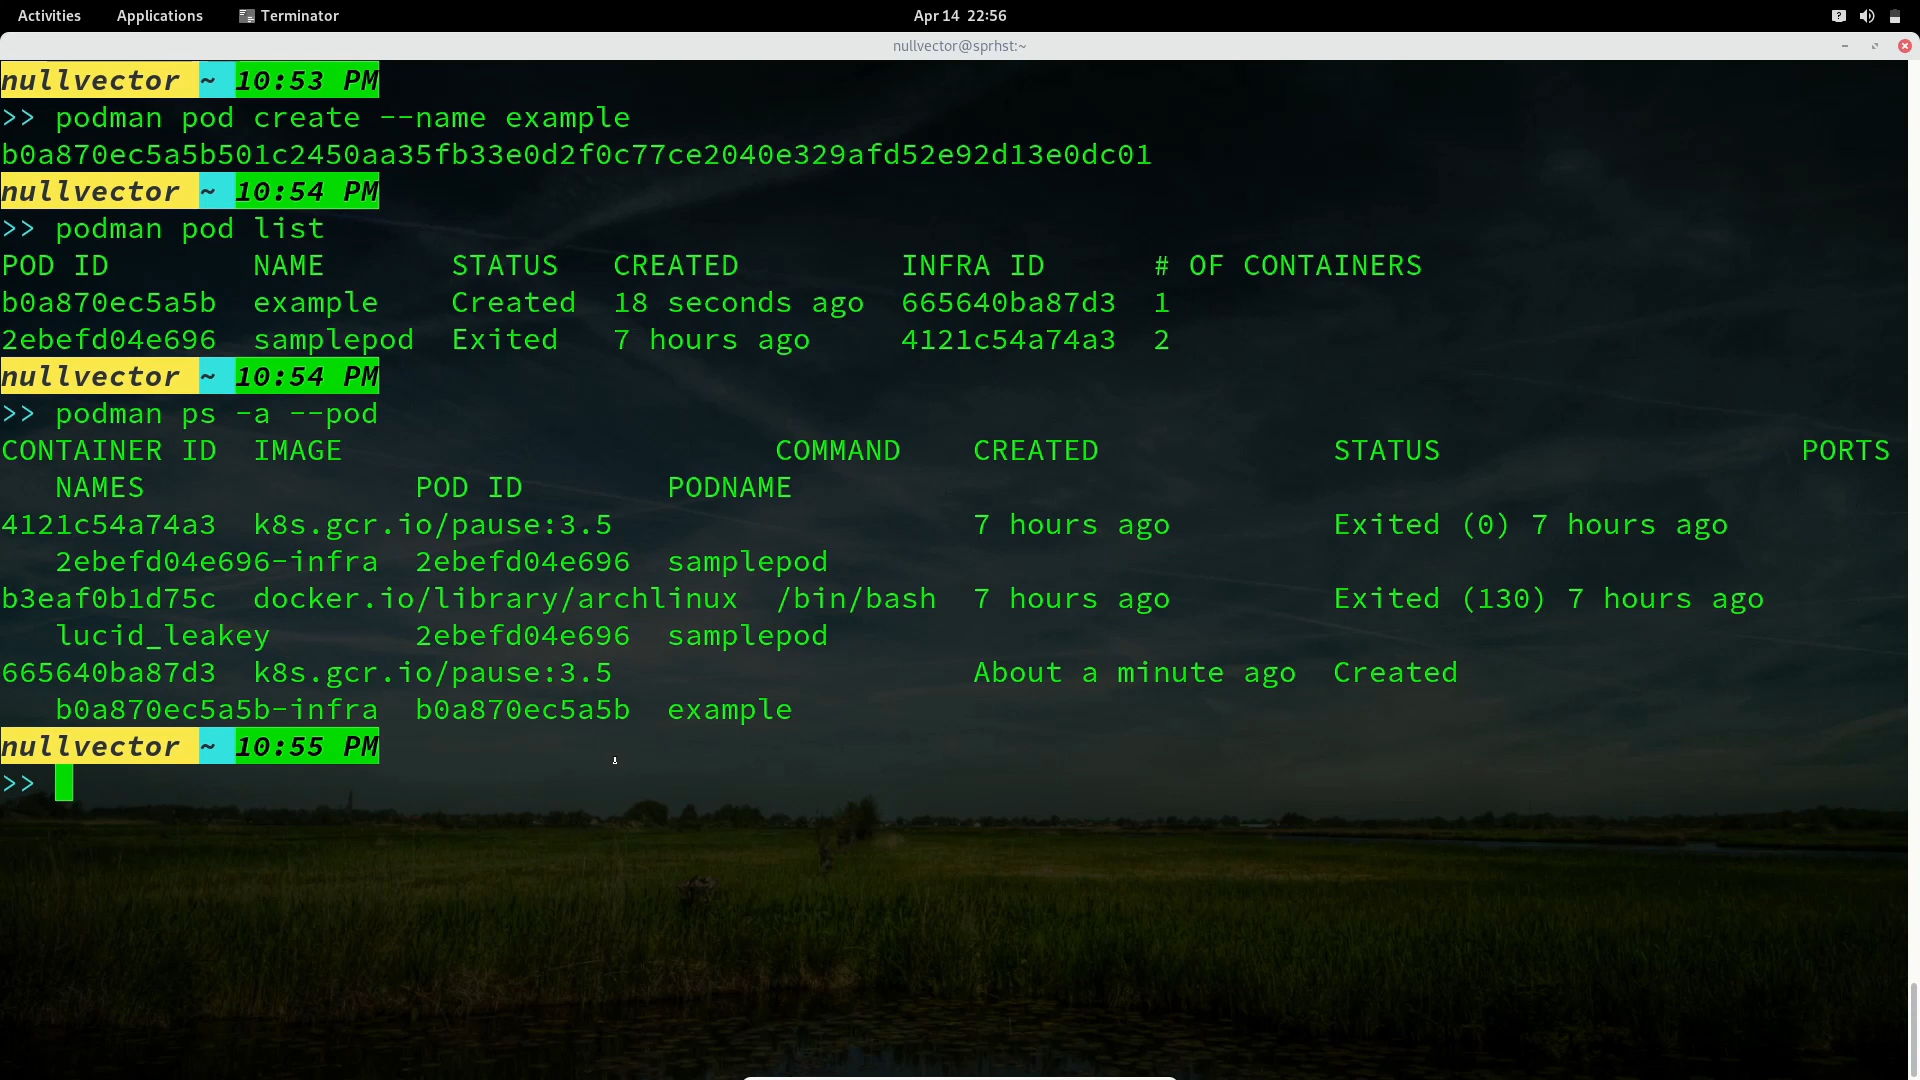 Activities Applications Terminator Apr 14 22:56
nullvector@sprhst:~
nullvector ~ 10:53 PM
>> podman pod create --name example
b0a870ec5a5b501c2450aa35fb33e0d2f0c77ce2040e329afd52e92d13e0dc01
nullvector ~ 10:54 PM
>> podman pod list
POD ID NAME STATUS CREATED INFRA ID # OF CONTAINERS
b0a870ec5a5b example Created 18 seconds ago 665640ba87d3 1
2ebefd04e696 samplepod Exited 7 hours ago 4121c54a74a3 2
nullvector ~ 10:54 PM
>> podman ps -a --pod
CONTAINER ID IMAGE COMMAND CREATED STATUS PORTS
NAMES POD ID PODNAME
4121c54a74a3 k8s.gcr.io/pause:3.5 7 hours ago Exited (0) 7 hours ago
2ebefd04e696-infra 2ebefd04e696 samplepod
b3eaf0b1d75c docker.io/library/archlinux /bin/bash 7 hours ago Exited (130) 7 hours ago
lucid_leakey 2ebefd04e696 samplepod
665640ba87d3 k8s.gcr.io/pause:3.5 About a minute ago Created
b0a870ec5a5b-infra b0a870ec5a5b example
nullvector ~ 10:55 PM
>>